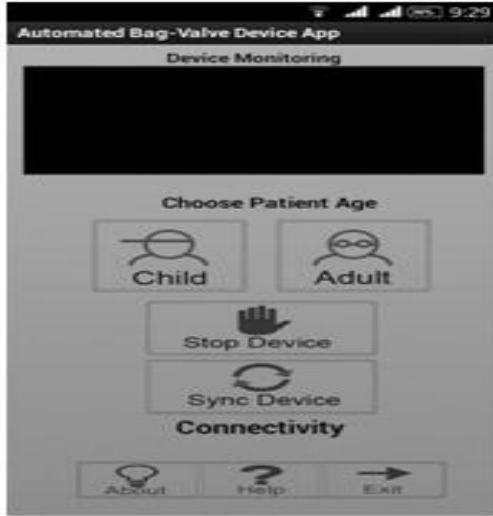 9:29
Automated Bag-Valve Device App
Device Monitoring
Choose Patient Age
Child Adult
Stop Device
Sync Device
Connectivity
About Help Exit